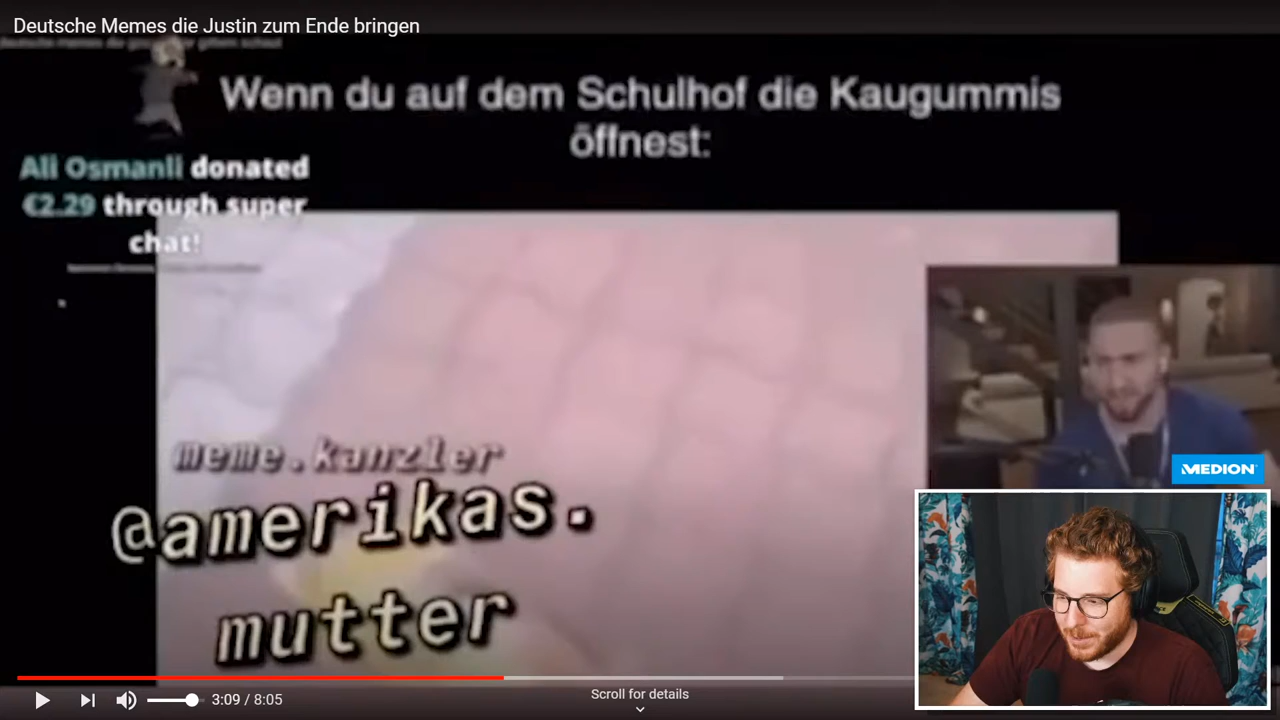 Deutsche Memes die Justin zum Ende bringen
Wenn du auf dem Schulhof die Kaugummis
öffnest:
Ali Osmanli donated
€2.29 through super
chat!
meme.kanzler
@amerikas.
mutter
MEDION
3:09 / 8:05
Scroll for details